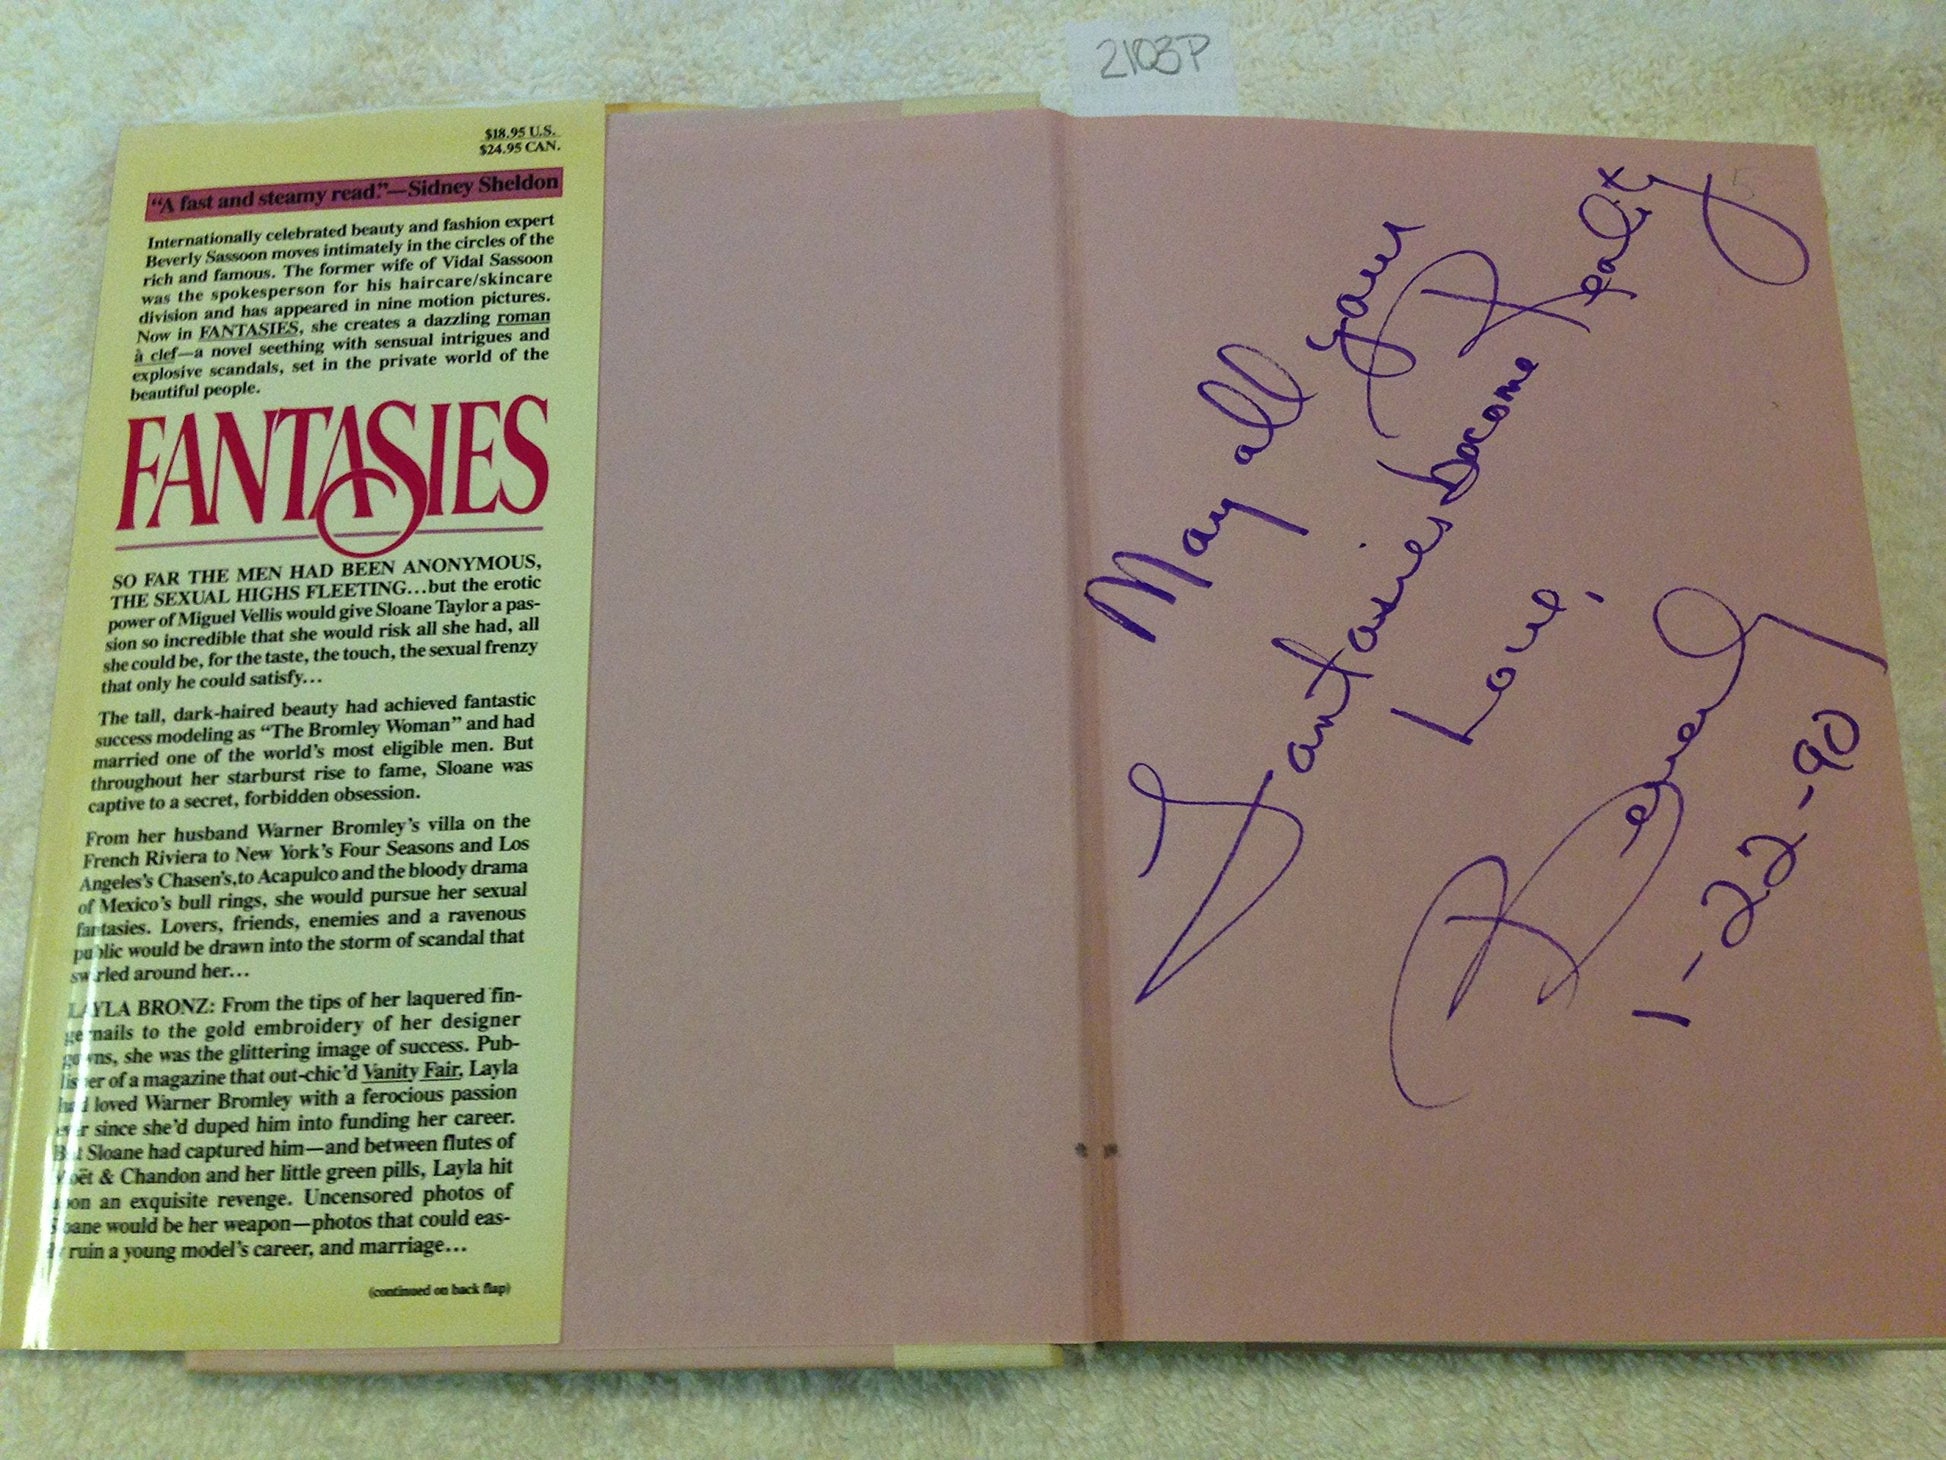 2103P
$18.95 U.S.
$24.95 CAN.
“A fast and steamy read.”—Sidney Sheldon
Internationally celebrated beauty and fashion expert
Beverly Sassoon moves intimately in the circles of the
rich and famous. The former wife of Vidal Sassoon
was the spokesperson for his haircare/skincare
division and has appeared in nine motion pictures.
Now in FANTASIES, she creates a dazzling roman
à clef—a novel seething with sensual intrigues and
explosive scandals, set in the private world of the
beautiful people.
FANTASIES
SO FAR THE MEN HAD BEEN ANONYMOUS,
THE SEXUAL HIGHS FLEETING...but the erotic
power of Miguel Vellis would give Sloane Taylor a pas-
sion so incredible that she would risk all she had, all
she could be, for the taste, the touch, the sexual frenzy
that only he could satisfy...
The tall, dark-haired beauty had achieved fantastic
success modeling as “The Bromley Woman” and had
married one of the world’s most eligible men. But
throughout her starburst rise to fame, Sloane was
captive to a secret, forbidden obsession.
From her husband Warner Bromley’s villa on the
French Riviera to New York’s Four Seasons and Los
Angeles’s Chasen’s,to Acapulco and the bloody drama
of Mexico’s bull rings, she would pursue her sexual
fantasies. Lovers, friends, enemies and a ravenous
public would be drawn into the storm of scandal that
swirled around her...
LAYLA BRONZ: From the tips of her laquered fin-
gernails to the gold embroidery of her designer
gowns, she was the glittering image of success. Pub-
lisher of a magazine that out-chic’d Vanity Fair, Layla
had loved Warner Bromley with a ferocious passion
ever since she’d duped him into funding her career.
But Sloane had captured him—and between flutes of
Moët & Chandon and her little green pills, Layla hit
upon an exquisite revenge. Uncensored photos of
Sloane would be her weapon—photos that could eas-
ily ruin a young model’s career, and marriage...
(continued on back flap)
May all your
Fantasies become Reality
Love,
Beverly
1-22-90